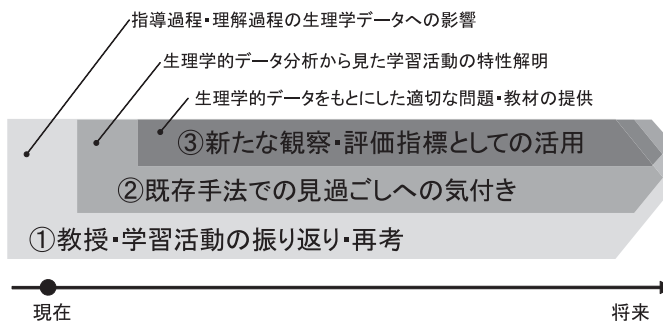 指導過程・理解過程の生理学データへの影響
生理学的データ分析から見た学習活動の特性解明
生理学的データをもとにした適切な問題・教材の提供
③新たな観察・評価指標としての活用
②既存手法での見過ごしへの気付き
①教授・学習活動の振り返り・再考
現在
将来